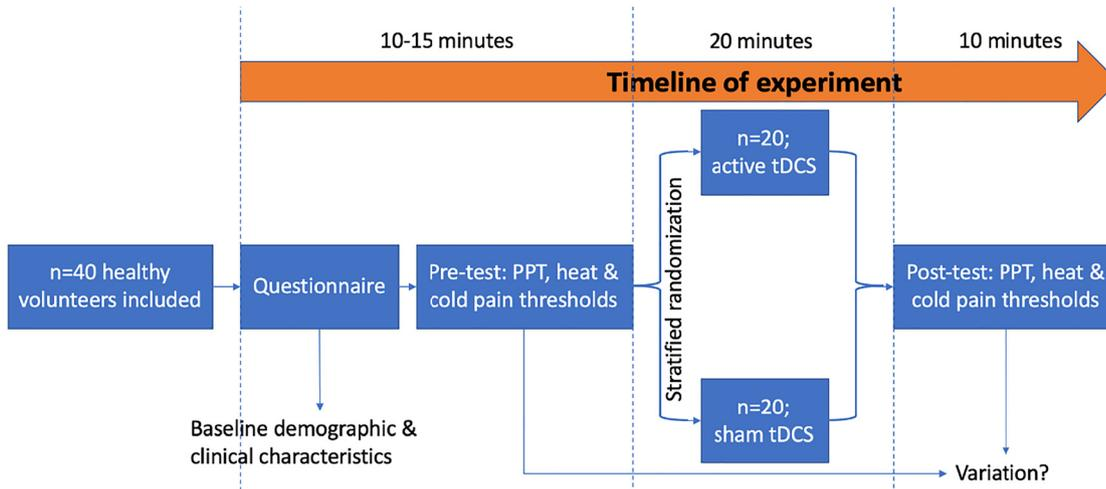 10-15 minutes
20 minutes
10 minutes
Timeline of experiment
n=40 healthy
volunteers included
Questionnaire
Baseline demographic &
clinical characteristics
Pre-test: PPT, heat &
cold pain thresholds
Stratified randomization
n=20;
active tDCS
n=20;
sham tDCS
Post-test: PPT, heat &
cold pain thresholds
Variation?